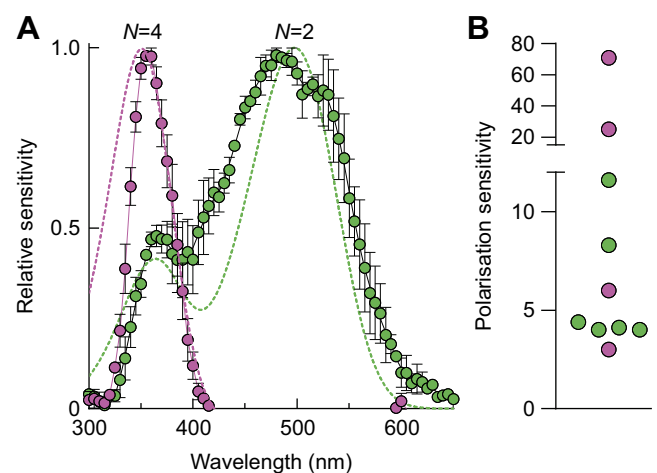 A
N=4
N=2
B
1.0
0.5
0
Relative sensitivity
300
400
500
600
Wavelength (nm)
80
60
40
20
10
5
0
Polarisation sensitivity